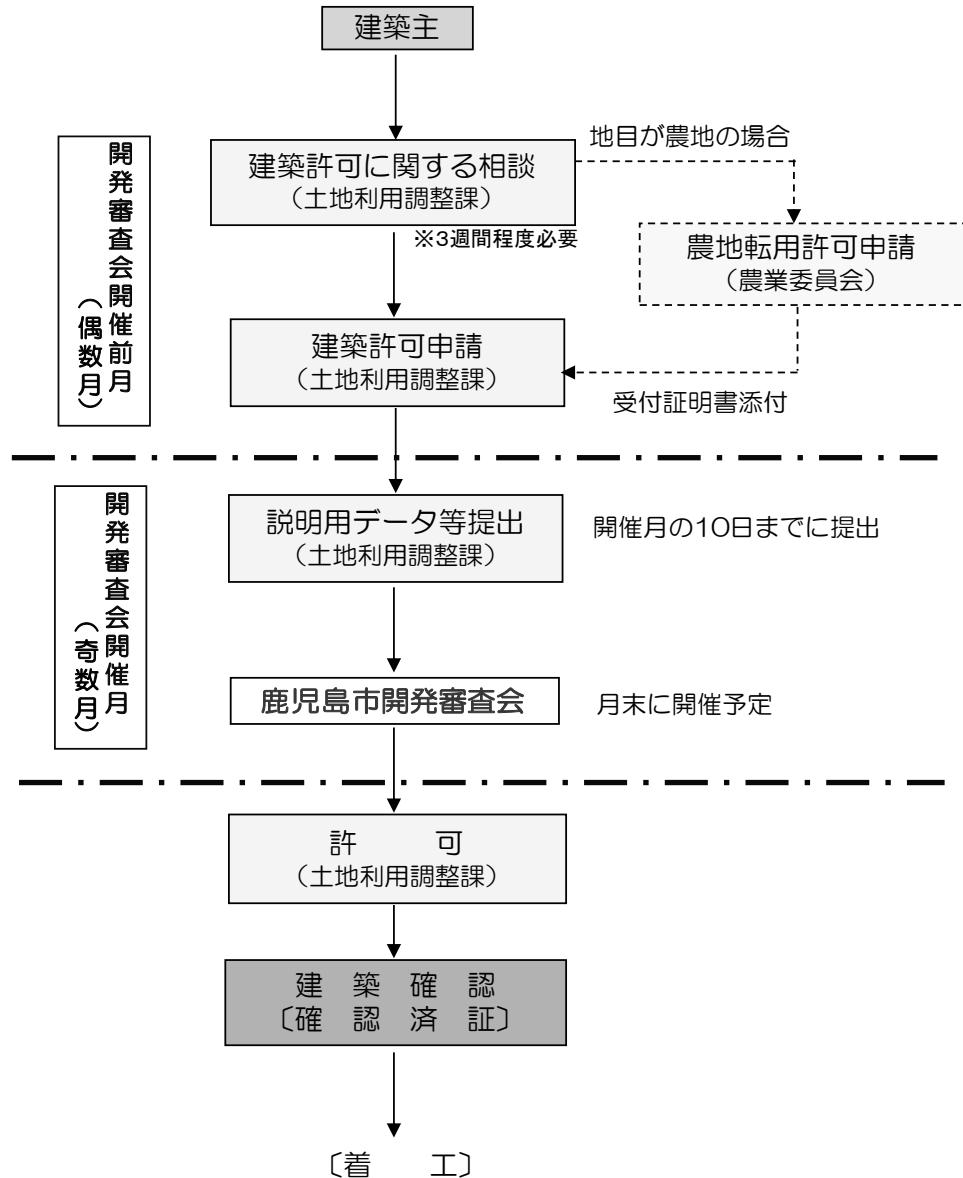 建築主
開発審査会開催前月
（偶数月）
建築許可に関する相談
（土地利用調整課）
※3週間程度必要
地目が農地の場合
農地転用許可申請
（農業委員会）
建築許可申請
（土地利用調整課）
受付証明書添付
開発審査会開催月
（奇数月）
説明用データ等提出
（土地利用調整課）
開催月の10日までに提出
鹿児島市開発審査会
月末に開催予定
許　　可
（土地利用調整課）
建　築　確　認
〔確　認　済　証〕
〔着　　工〕